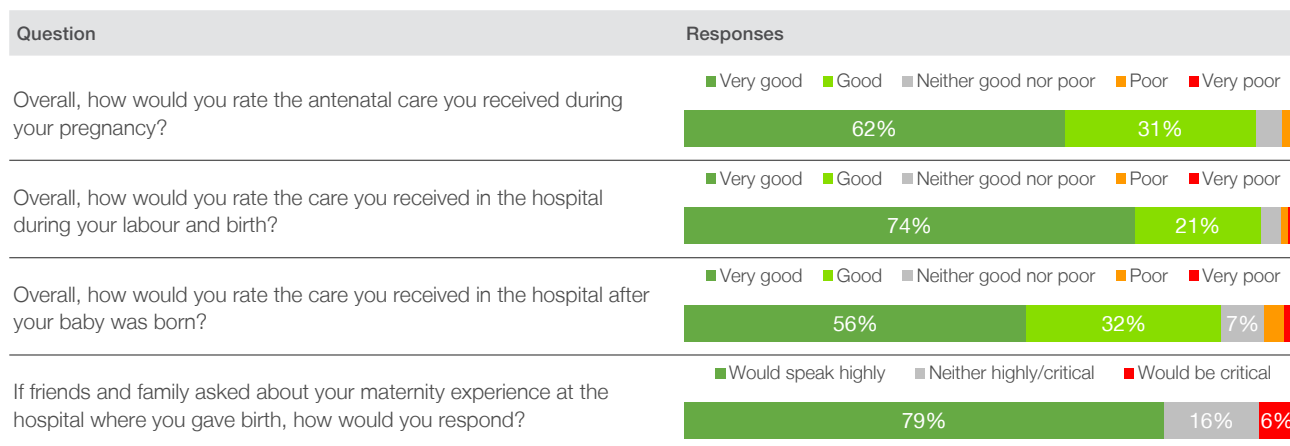 Question Responses
Very good Good Neither good nor poor Poor Very poor
Overall, how would you rate the antenatal care you received during
your pregnancy?
62% 31%
Very good Good Neither good nor poor Poor Very poor
Overall, how would you rate the care you received in the hospital
during your labour and birth?
74% 21%
Very good Good Neither good nor poor Poor Very poor
Overall, how would you rate the care you received in the hospital after
your baby was born?
56% 32% 7%
Would speak highly Neither highly/critical Would be critical
If friends and family asked about your maternity experience at the
hospital where you gave birth, how would you respond?
79% 16% 6%